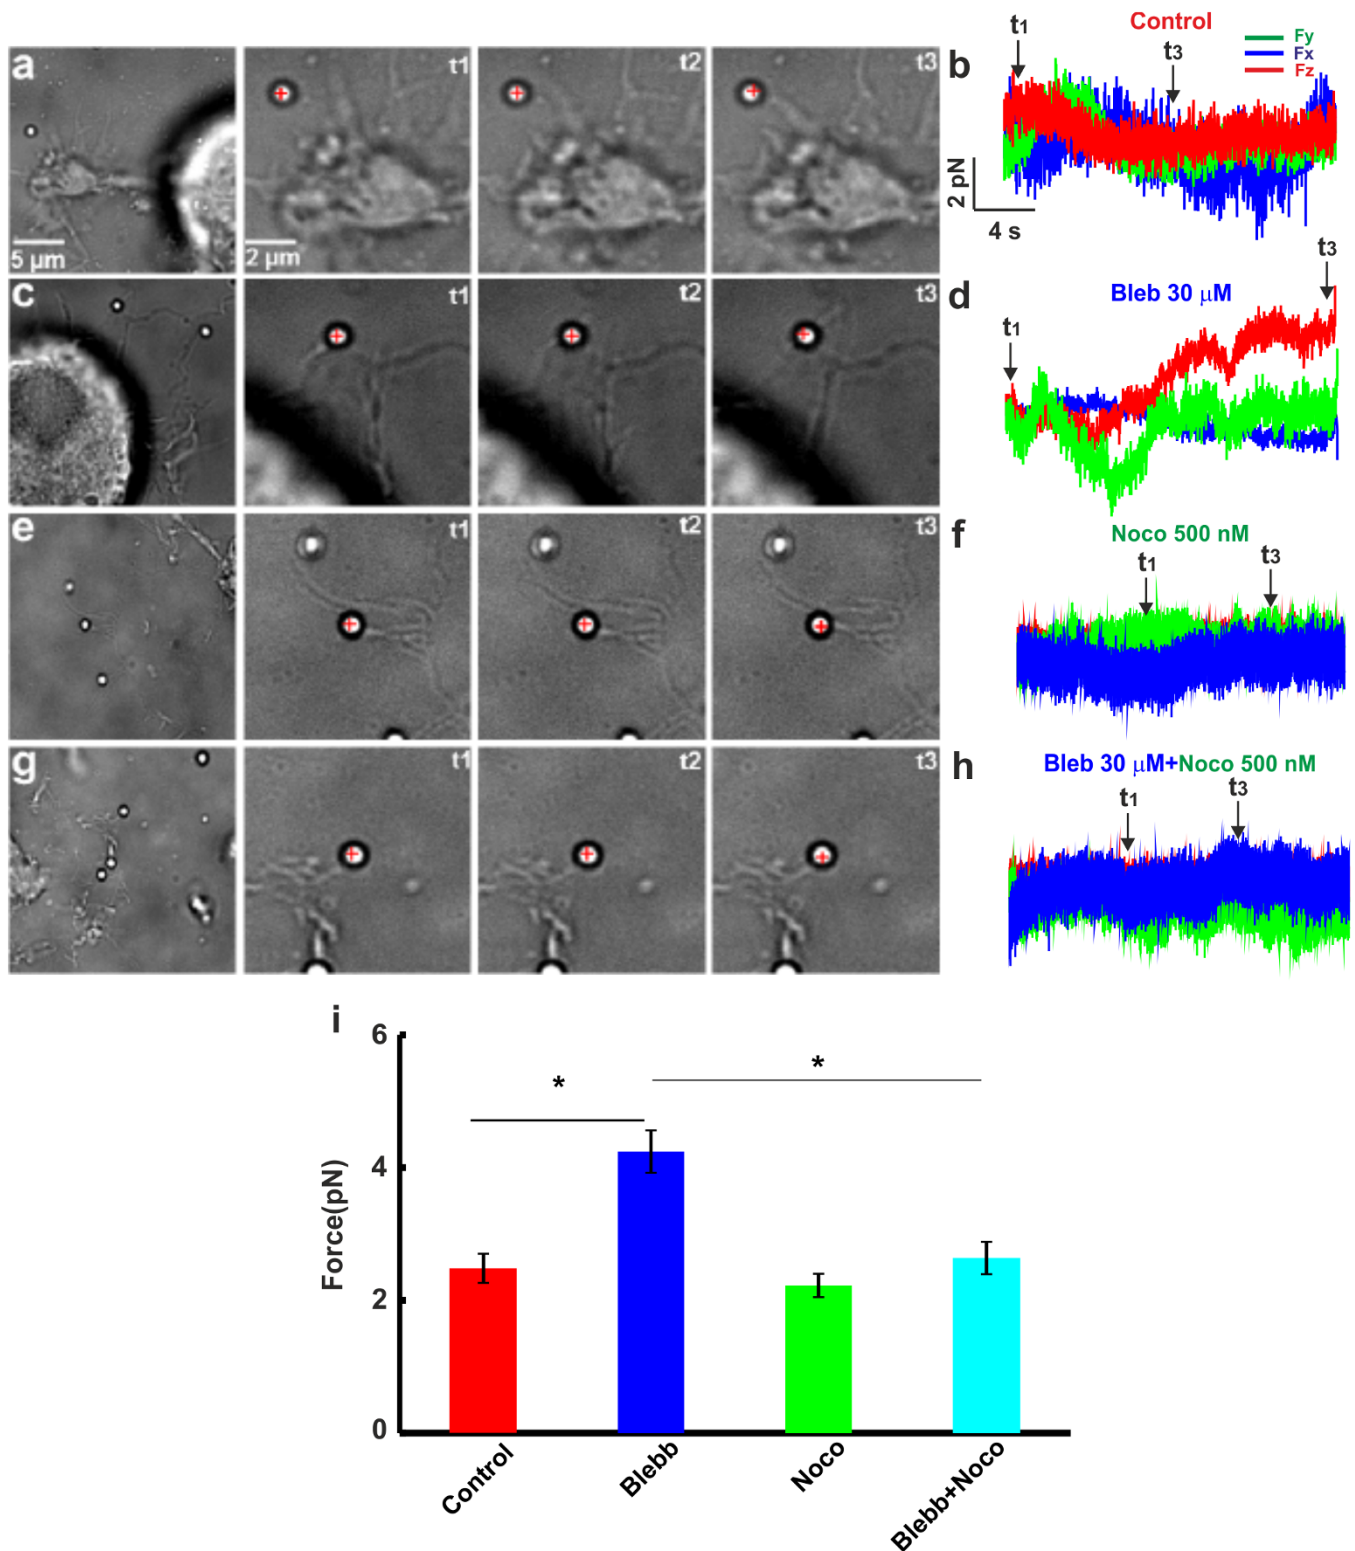 a
t1
t2
t3
5 µm
2 µm
b
Control
t1
t3
Fy
Fx
Fz
2 pN
4 s
c
t1
t2
t3
d
Bleb 30 µM
t1
t3
e
t1
t2
t3
f
Noco 500 nM
t1
t3
g
t1
t2
t3
h
Bleb 30 µM+Noco 500 nM
t1
t3
i
6
4
2
0
Force(pN)
*
*
Control
Blebb
Noco
Blebb+Noco